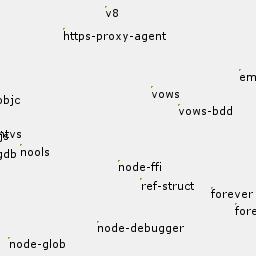 v8
https-proxy-agent
em
vows
objc
vows-bdd
ntvs
gdb
nools
node-ffi
ref-struct
forever
fore
node-debugger
node-glob